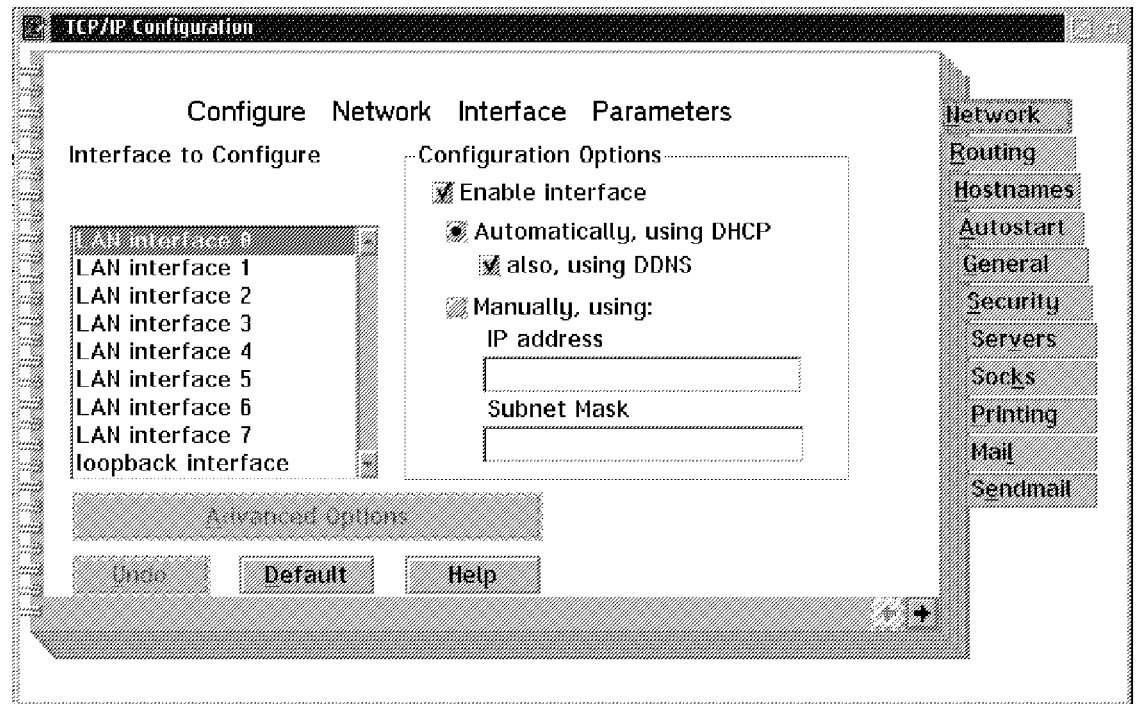 TCP/IP Configuration
Configure Network Interface Parameters
Interface to Configure
LAN interface 0
LAN interface 1
LAN interface 2
LAN interface 3
LAN interface 4
LAN interface 5
LAN interface 6
LAN interface 7
loopback interface
Configuration Options
Enable interface
Automatically, using DHCP
also, using DDNS
Manually, using:
IP address
Subnet Mask
Advanced Options
Undo
Default
Help
Network
Routing
Hostnames
Autostart
General
Security
Servers
Socks
Printing
Mail
Sendmail